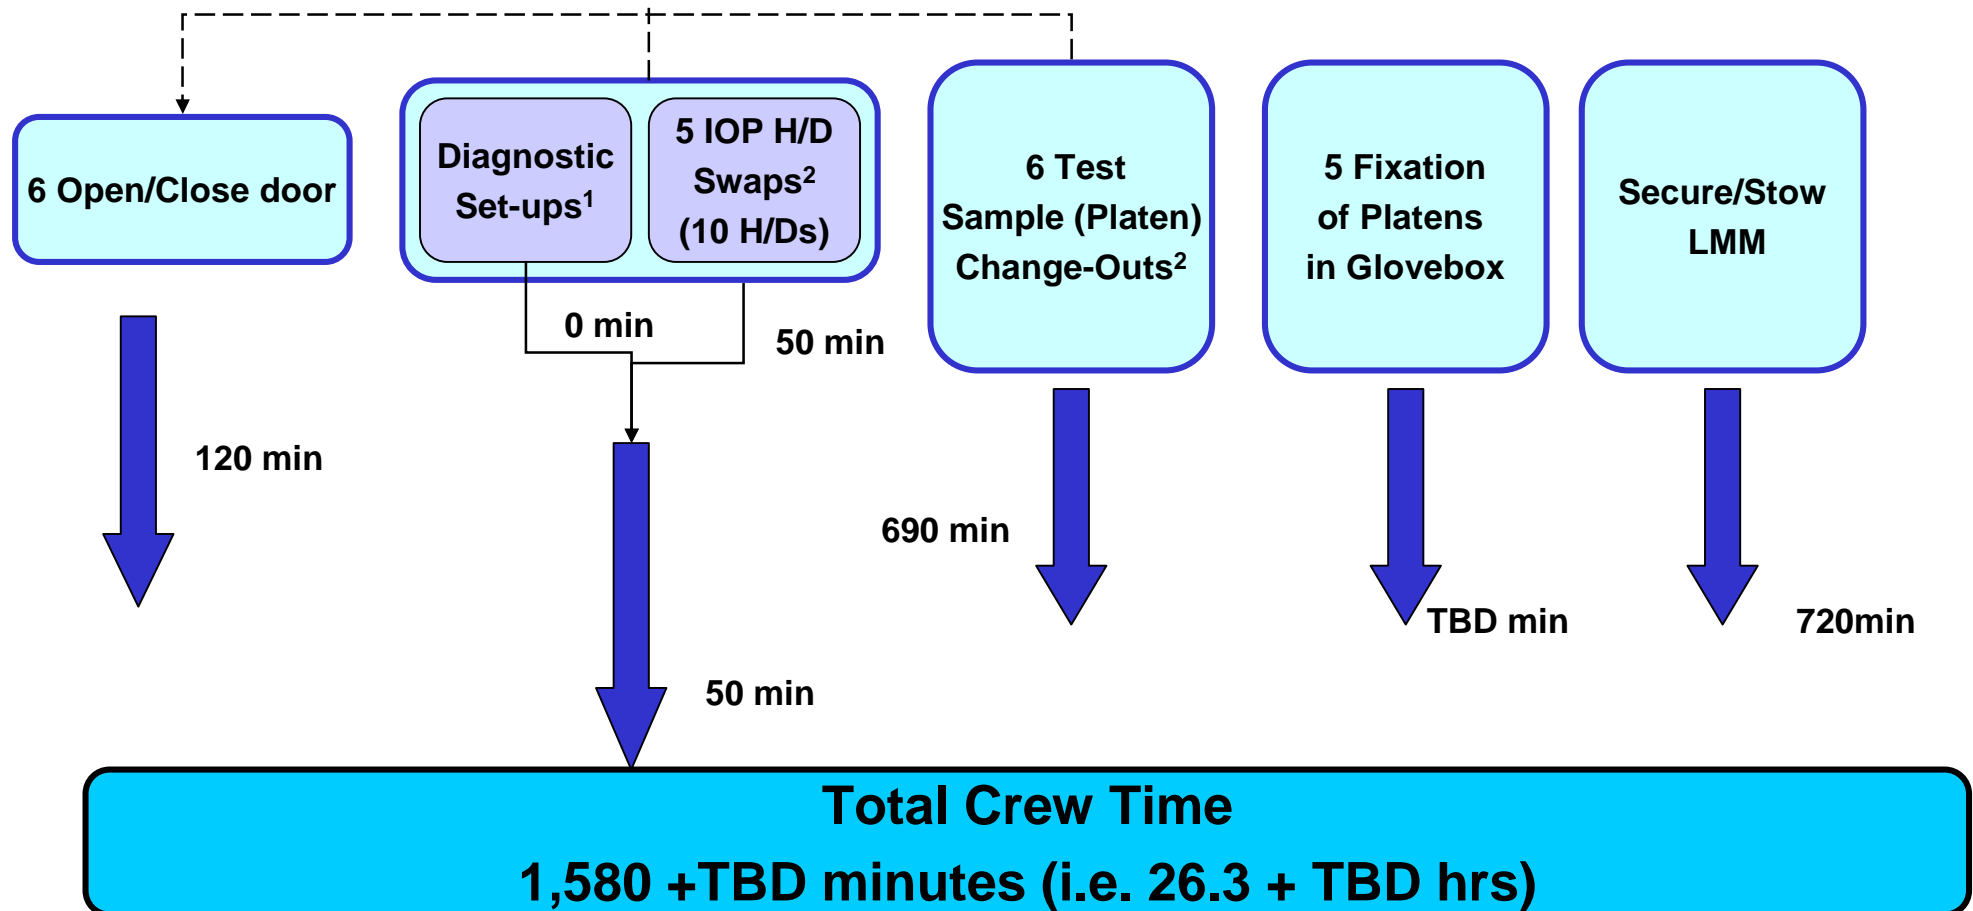 6 Open/Close door
Diagnostic
Set-ups¹
5 IOP H/D
Swaps²
(10 H/Ds)
6 Test
Sample (Platen)
Change-Outs²
5 Fixation
of Platens
in Glovebox
Secure/Stow
LMM
0 min
50 min
120 min
690 min
TBD min
720min
50 min
Total Crew Time
1,580 +TBD minutes (i.e. 26.3 + TBD hrs)